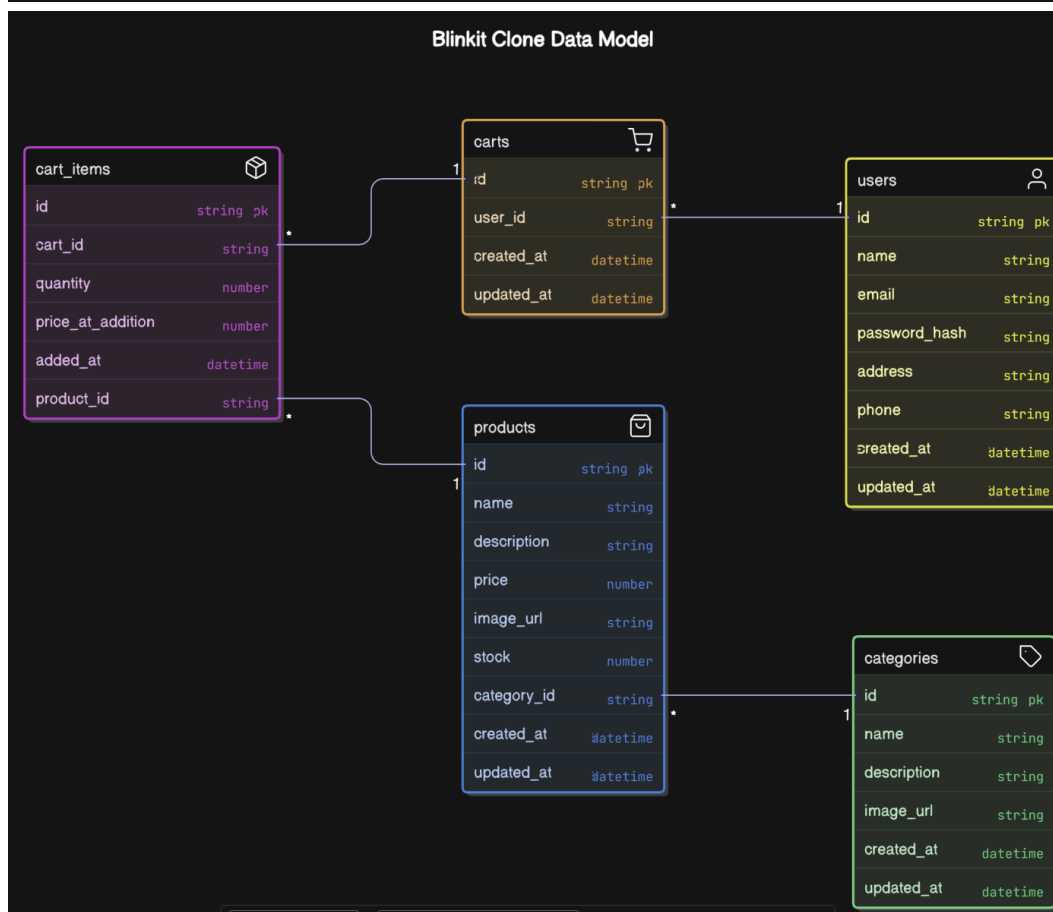 Blinkit Clone Data Model
cart_items
id string pk
cart_id string
quantity number
price_at_addition number
added_at datetime
product_id string
carts
id string pk
user_id string
created_at datetime
updated_at datetime
users
id string pk
name string
email string
password_hash string
address string
phone string
created_at datetime
updated_at datetime
products
id string pk
name string
description string
price number
image_url string
stock number
category_id string
created_at datetime
updated_at datetime
categories
id string pk
name string
description string
image_url string
created_at datetime
updated_at datetime
*
1
*
1
*
1
*
1